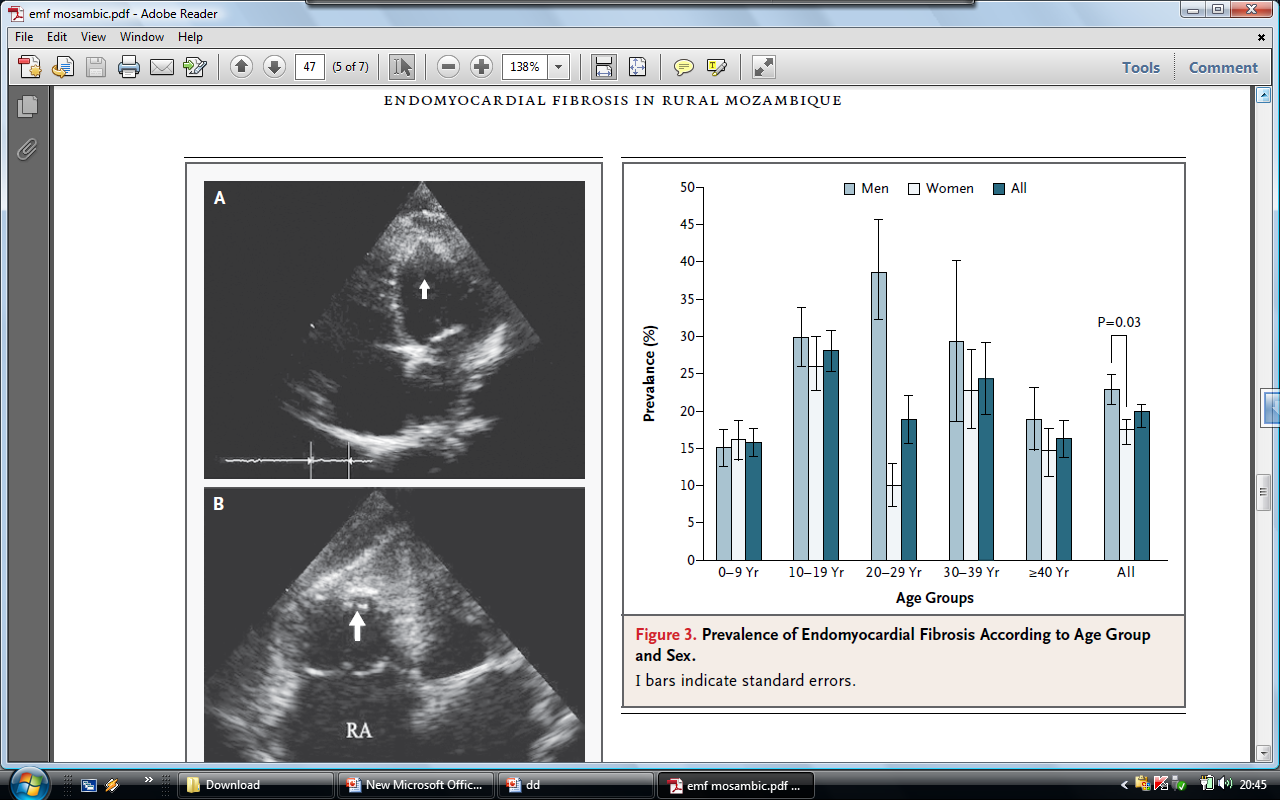 emf mosambic.pdf - Adobe Reader
File Edit View Window Help
47 (5 of 7) 138% Tools Comment
ENDOMYOCARDIAL FIBROSIS IN RURAL MOZAMBIQUE
A
B
RA
Men Women All
50
45
40
35
30
25
20
15
10
5
0
Prevalance (%)
P=0.03
0–9 Yr 10–19 Yr 20–29 Yr 30–39 Yr ≥40 Yr All
Age Groups
Figure 3. Prevalence of Endomyocardial Fibrosis According to Age Group
and Sex.
I bars indicate standard errors.
» Download New Microsoft Offic... dd emf mosambic.pdf ... 20:45